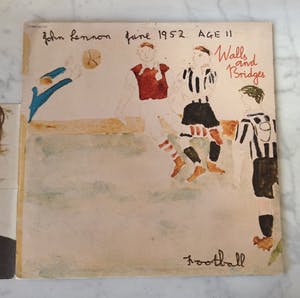 John Lennon June 1952 AGE 11
Walls
and
Bridges
Football